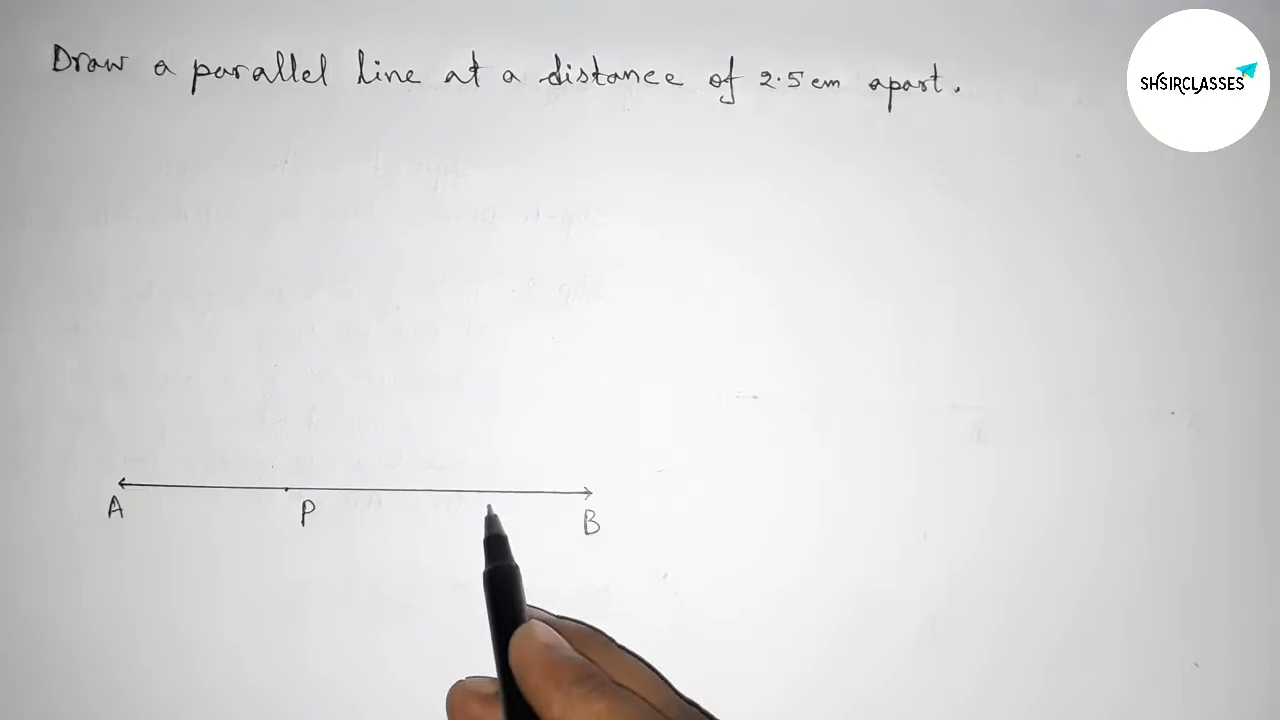 Draw a parallel line at a distance of 2.5 cm apart.
SHSIRCLASSES
A P B